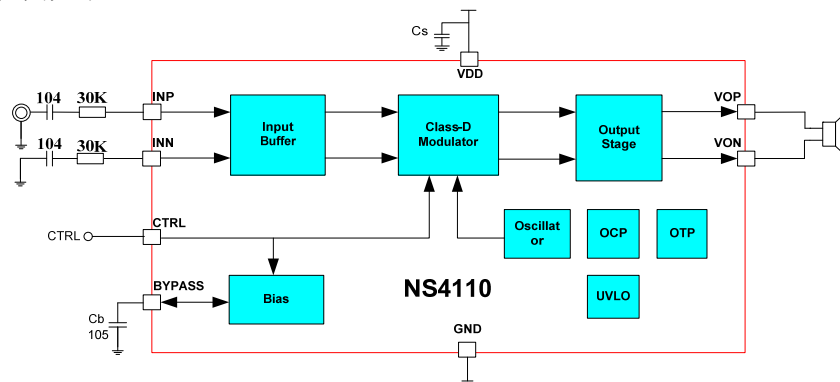 Cs
VDD
104
30K
INP
VOP
Input
Buffer
Class-D
Modulator
Output
Stage
104
30K
INN
VON
CTRL
CTRL
Oscillat
or
OCP
OTP
BYPASS
Bias
NS4110
UVLO
Cb
105
GND